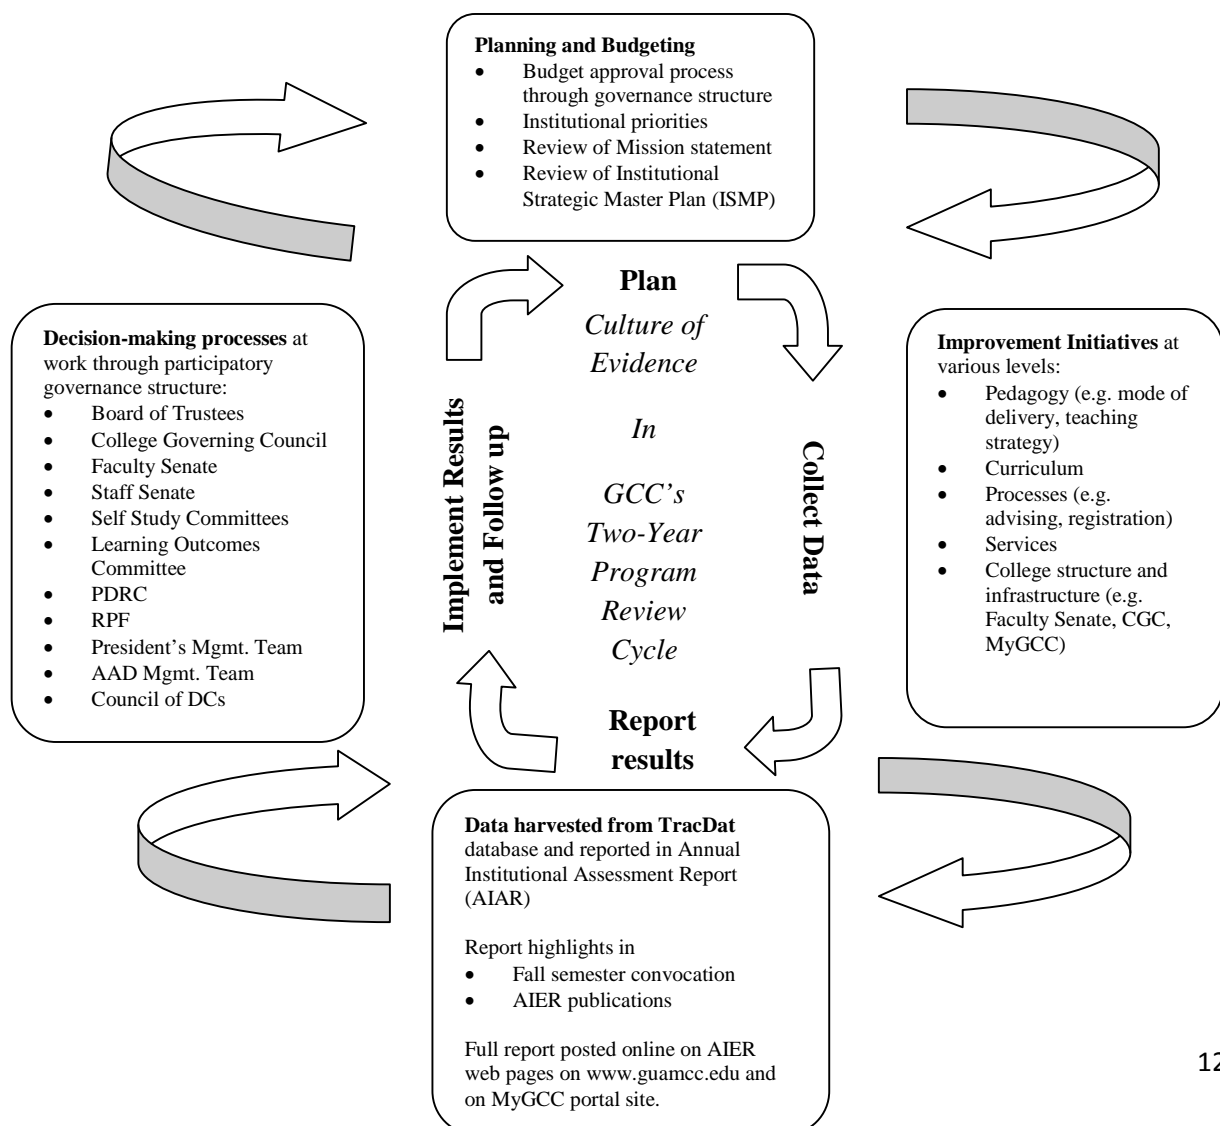 Planning and Budgeting
• Budget approval process
through governance structure
• Institutional priorities
• Review of Mission statement
• Review of Institutional
Strategic Master Plan (ISMP)
Plan
Culture of
Evidence
In
GCC's
Two-Year
Program
Review
Cycle
Collect Data
Report
results
Implement Results
and Follow up
Decision-making processes at
work through participatory
governance structure:
• Board of Trustees
• College Governing Council
• Faculty Senate
• Staff Senate
• Self Study Committees
• Learning Outcomes
Committee
• PDRC
• RPF
• President's Mgmt. Team
• AAD Mgmt. Team
• Council of DCs
Improvement Initiatives at
various levels:
• Pedagogy (e.g. mode of
delivery, teaching
strategy)
• Curriculum
• Processes (e.g.
advising, registration)
• Services
• College structure and
infrastructure (e.g.
Faculty Senate, CGC,
MyGCC)
Data harvested from TracDat
database and reported in Annual
Institutional Assessment Report
(AIAR)
Report highlights in
• Fall semester convocation
• AIER publications
Full report posted online on AIER
web pages on www.guamcc.edu and
on MyGCC portal site.
12